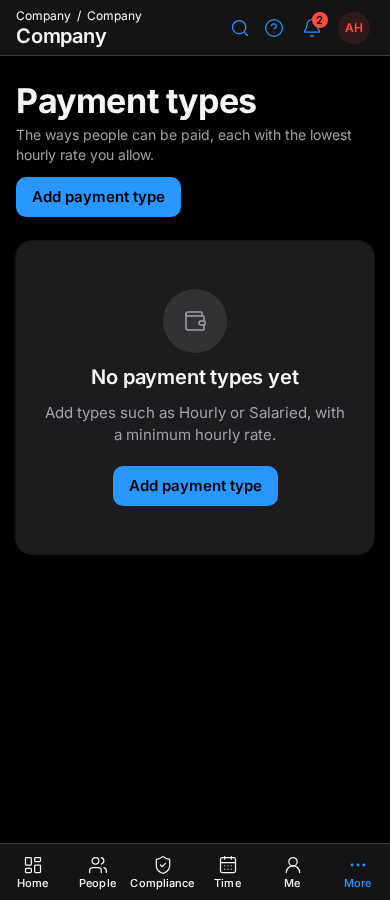 Company / Company
Company
2
AH
Payment types
The ways people can be paid, each with the lowest
hourly rate you allow.
Add payment type
No payment types yet
Add types such as Hourly or Salaried, with
a minimum hourly rate.
Add payment type
Home
People
Compliance
Time
Me
More